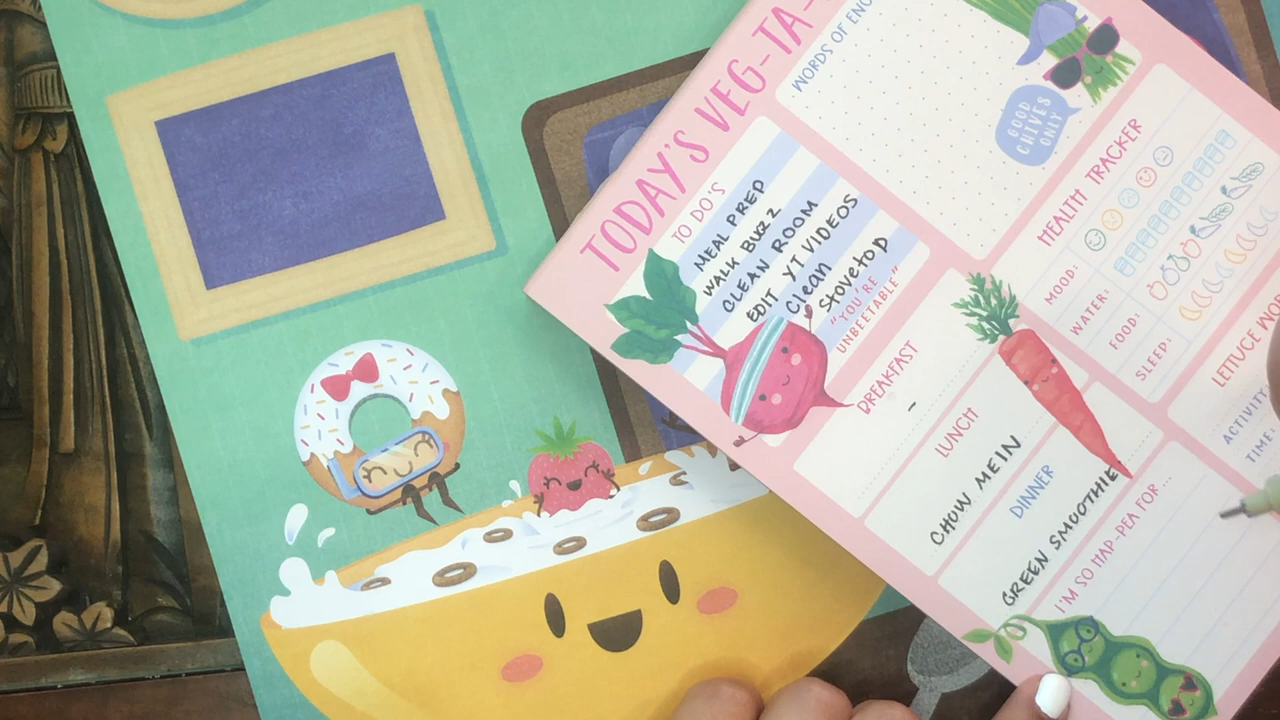 TODAY'S VEG-TA-
WORDS OF ENC
GOOD
CHIVES
ONLY
TO DO'S
MEAL PREP
WALK BUZZ
CLEAN ROOM
EDIT YT VIDEOS
Clean
Stovetop
"YOU'RE
UNBEETABLE"
HEALTH TRACKER
MOOD:
WATER:
FOOD:
SLEEP:
BREAKFAST
-
LUNCH
CHOW MEIN
DINNER
GREEN SMOOTHIE
LETTUCE WO
ACTIVITY:
TIME:
I'M SO HAP-PEA FOR...